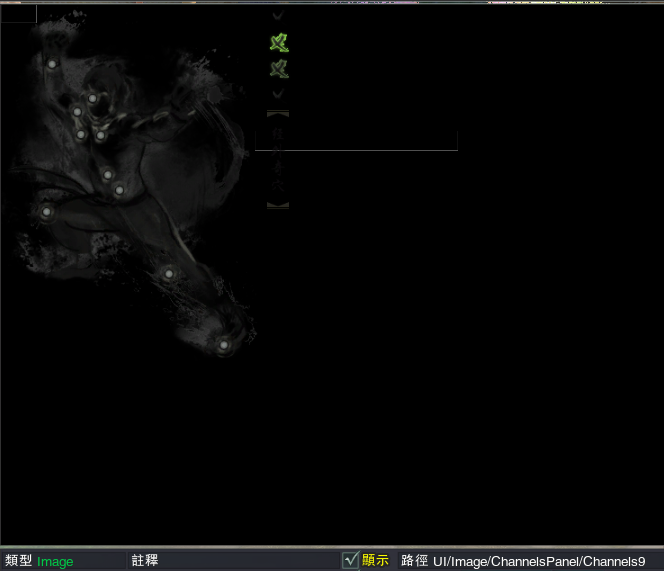 類型 Image 註釋 顯示 路徑 UI/Image/ChannelsPanel/Channels9